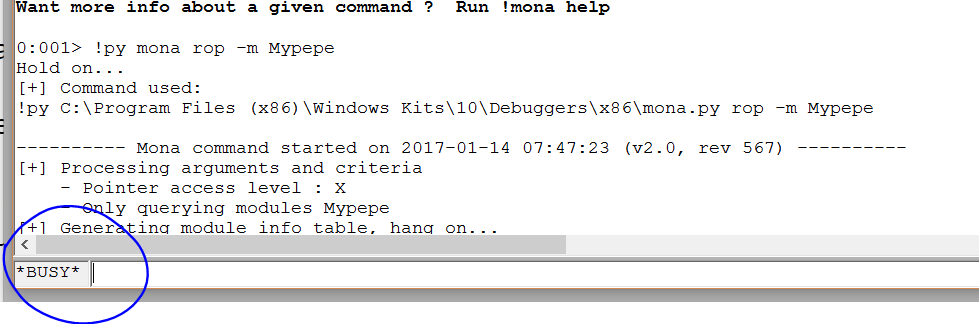 Want more info about a given command ?  Run !mona help
0:001> !py mona rop -m Mypepe
Hold on...
[+] Command used:
!py C:\Program Files (x86)\Windows Kits\10\Debuggers\x86\mona.py rop -m Mypepe
---------- Mona command started on 2017-01-14 07:47:23 (v2.0, rev 567) ----------
[+] Processing arguments and criteria
    - Pointer access level : X
    - Only querying modules Mypepe
[+] Generating module info table, hang on...
*BUSY*